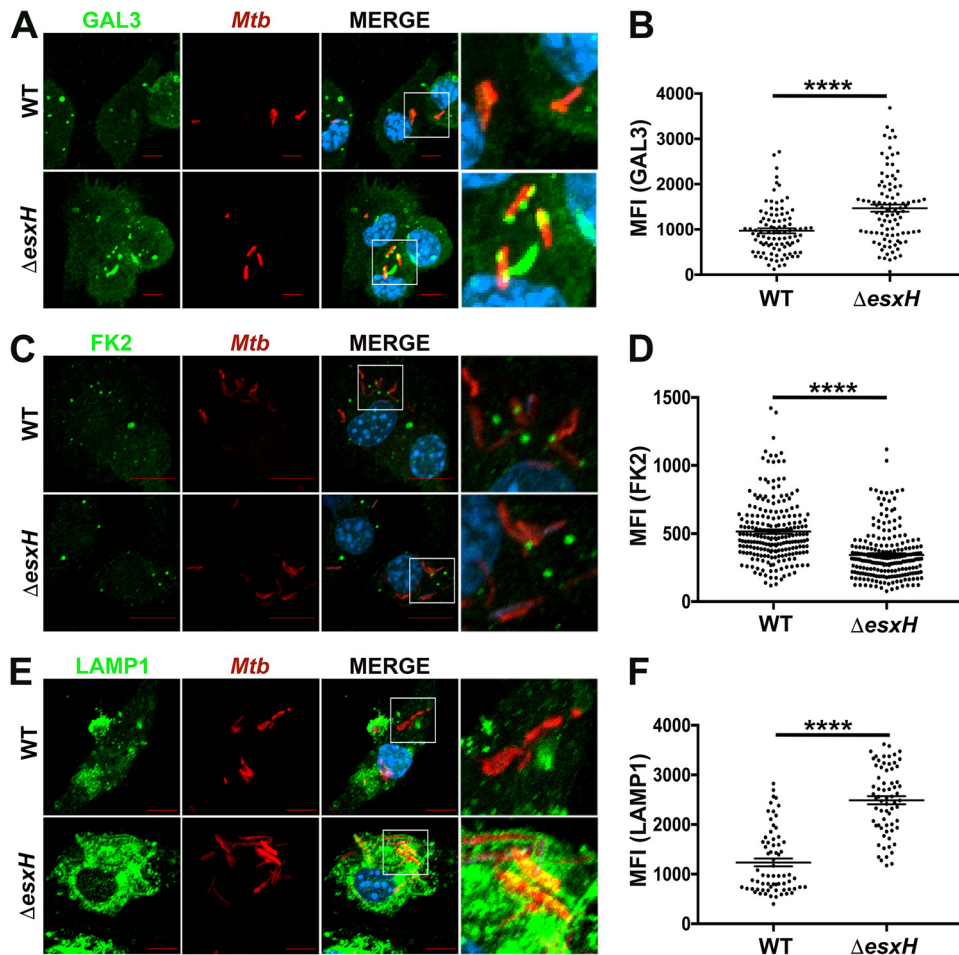 A GAL3 Mtb MERGE
WT
ΔesxH
B
MFI (GAL3)
4000
3000
2000
1000
0
****
WT ΔesxH
C FK2 Mtb MERGE
WT
ΔesxH
D
MFI (FK2)
1500
1000
500
0
****
WT ΔesxH
E LAMP1 Mtb MERGE
WT
ΔesxH
F
MFI (LAMP1)
4000
3000
2000
1000
0
****
WT ΔesxH